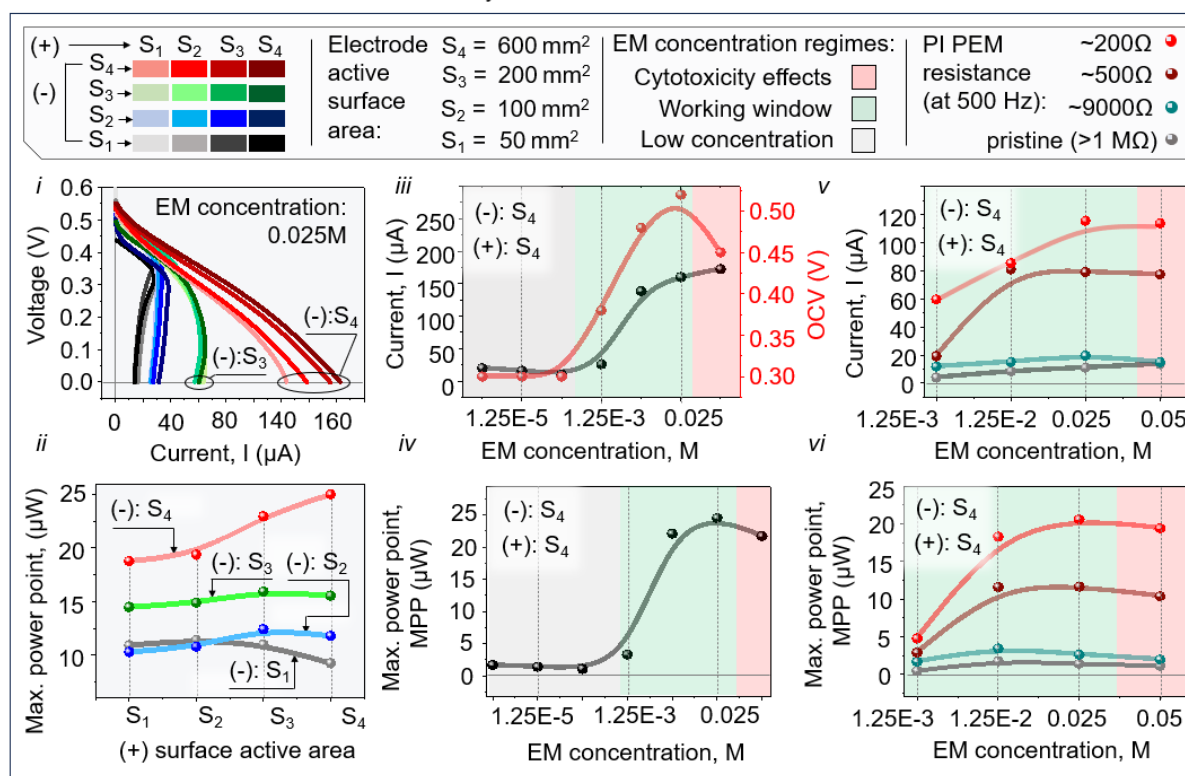 (+) S₁ S₂ S₃ S₄
(-)
S₄
S₃
S₂
S₁
Electrode
active
surface
area:
S₄ = 600 mm²
S₃ = 200 mm²
S₂ = 100 mm²
S₁ = 50 mm²
EM concentration regimes:
Cytotoxicity effects
Working window
Low concentration
PI PEM
resistance
(at 500 Hz):
~200Ω
~500Ω
~9000Ω
pristine (>1 MΩ)
i
EM concentration:
0.025M
Voltage (V)
0.6
0.5
0.4
0.3
0.2
0.1
0.0
(-):S₄
(-):S₃
0 40 80 140 160
Current, I (µA)
iii
(-): S₄
(+): S₄
Current, I (µA)
250
200
150
100
50
0
OCV (V)
0.50
0.45
0.40
0.35
0.30
1.25E-5 1.25E-3 0.025
EM concentration, M
v
(-): S₄
(+): S₄
Current, I (µA)
120
100
80
60
40
20
0
1.25E-3 1.25E-2 0.025 0.05
EM concentration, M
ii
Max. power point, (µW)
25
20
15
10
(-): S₄
(-): S₃ (-): S₂
(-): S₁
S₁ S₂ S₃ S₄
(+) surface active area
iv
(-): S₄
(+): S₄
Max. power point,
MPP (µW)
25
20
15
10
5
0
1.25E-5 1.25E-3 0.025
EM concentration, M
vi
(-): S₄
(+): S₄
Max. power point,
MPP (µW)
25
20
15
10
5
0
1.25E-3 1.25E-2 0.025 0.05
EM concentration, M